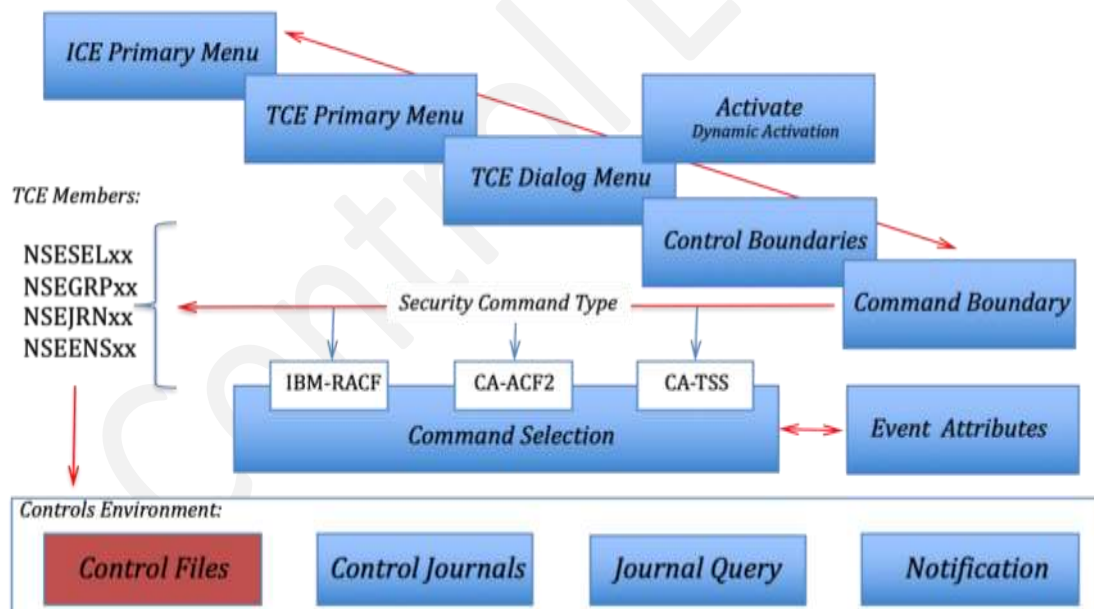 ICE Primary Menu
TCE Primary Menu
Activate
Dynamic Activation
TCE Dialog Menu
TCE Members:
Control Boundaries
NSESELxx
NSEGRPxx
NSEJRNxx
NSEENSxx
Security Command Type
Command Boundary
IBM-RACF
CA-ACF2
CA-TSS
Command Selection
Event Attributes
Controls Environment:
Control Files
Control Journals
Journal Query
Notification